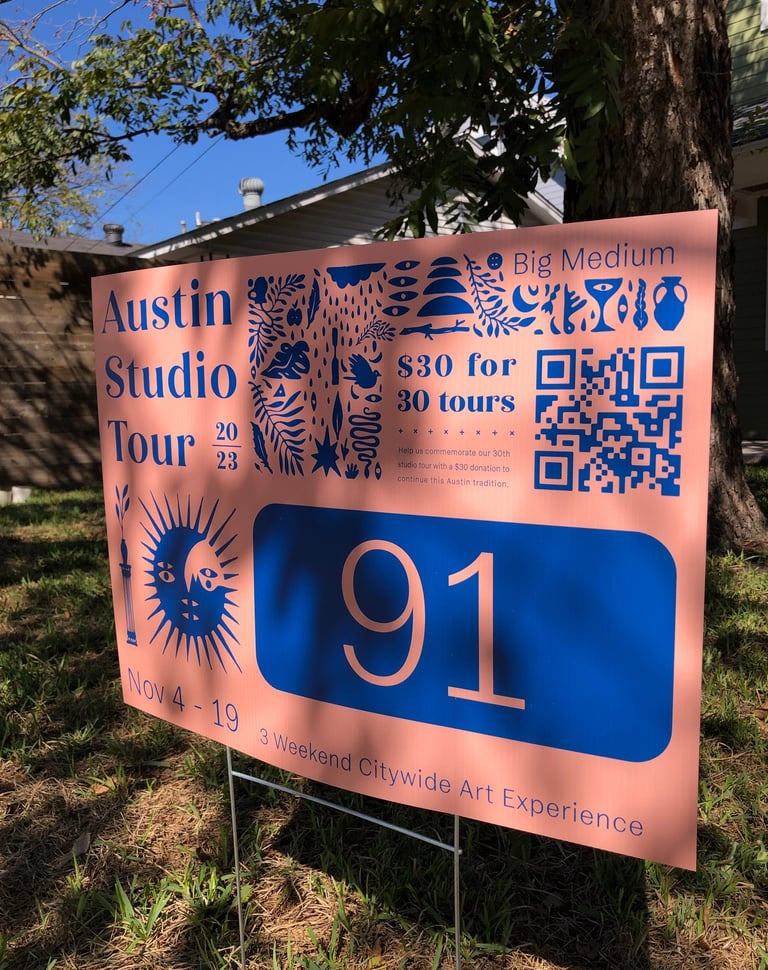 Austin
Studio
Tour 20
23
Big Medium
$30 for
30 tours
Help us commemorate our 30th
studio tour with a $30 donation to
continue this Austin tradition.
91
Nov 4 - 19
3 Weekend Citywide Art Experience